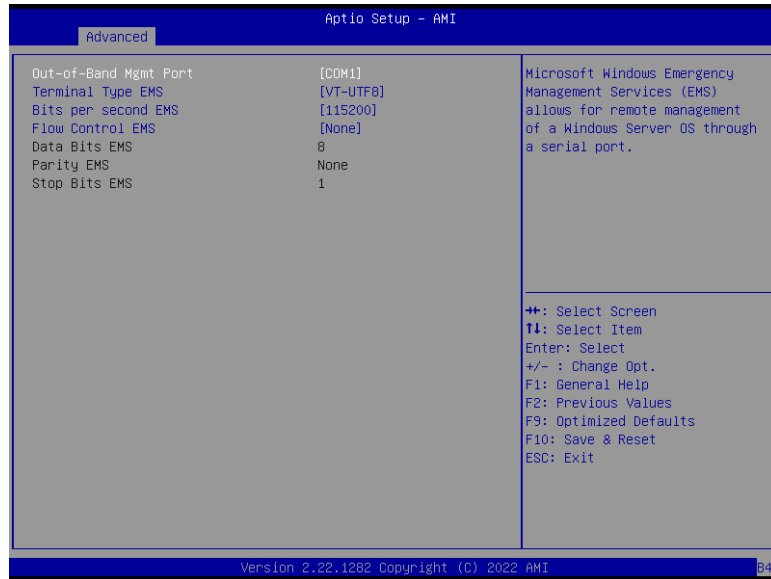 Aptio Setup - AMI
Advanced
Out-of-Band Mgmt Port [COM1]
Terminal Type EMS [VT-UTF8]
Bits per second EMS [115200]
Flow Control EMS [None]
Data Bits EMS 8
Parity EMS None
Stop Bits EMS 1
Microsoft Windows Emergency
Management Services (EMS)
allows for remote management
of a Windows Server OS through
a serial port.
→←: Select Screen
↑↓: Select Item
Enter: Select
+/- : Change Opt.
F1: General Help
F2: Previous Values
F9: Optimized Defaults
F10: Save & Reset
ESC: Exit
Version 2.22.1282 Copyright (C) 2022 AMI
B4